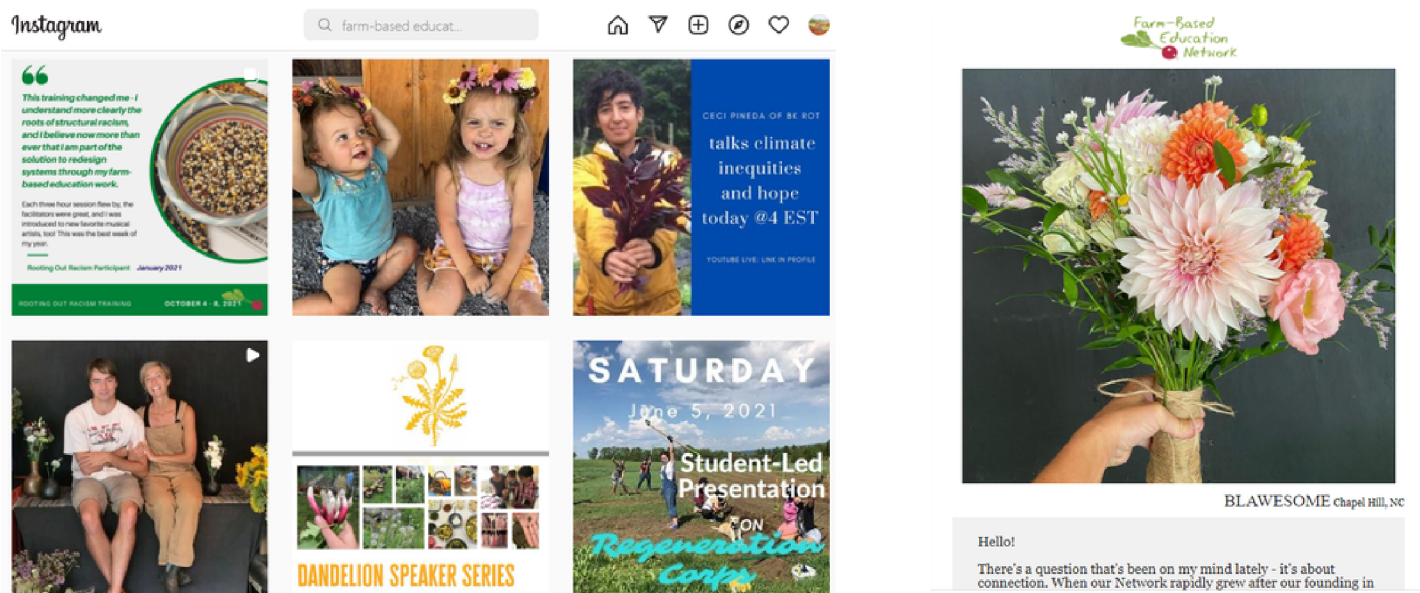 Instagram
farm-based educat...
This training changed me - I
understand more clearly the
roots of structural racism,
and I believe now more than
ever that I am part of the
solution to redesign
systems through my farm-
based education work.
Each three hour session flew by, the
facilitators were great, and I was
introduced to new favorite musical
artists, too! This was the best week of
my year.
Rooting Out Racism Participant January 2021
ROOTING OUT RACISM TRAINING OCTOBER 4 - 8, 2021
CECI PINEDA OF BK ROT
talks climate
inequities
and hope
today @4 EST
YOUTUBE LIVE: LINK IN PROFILE
DANDELION SPEAKER SERIES
SATURDAY
June 5, 2021
Student-Led
Presentation
ON
Regeneration
Corps
Farm-Based
Education
Network
BLAWESOME Chapel Hill, NC
Hello!
There's a question that's been on my mind lately - it's about
connection. When our Network rapidly grew after our founding in